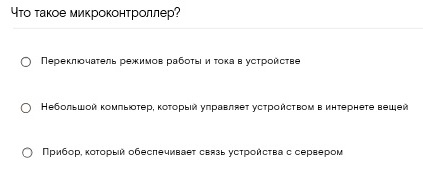 Что такое микроконтроллер?
Переключатель режимов работы и тока в устройстве
Небольшой компьютер, который управляет устройством в интернете вещей
Прибор, который обеспечивает связь устройства с сервером